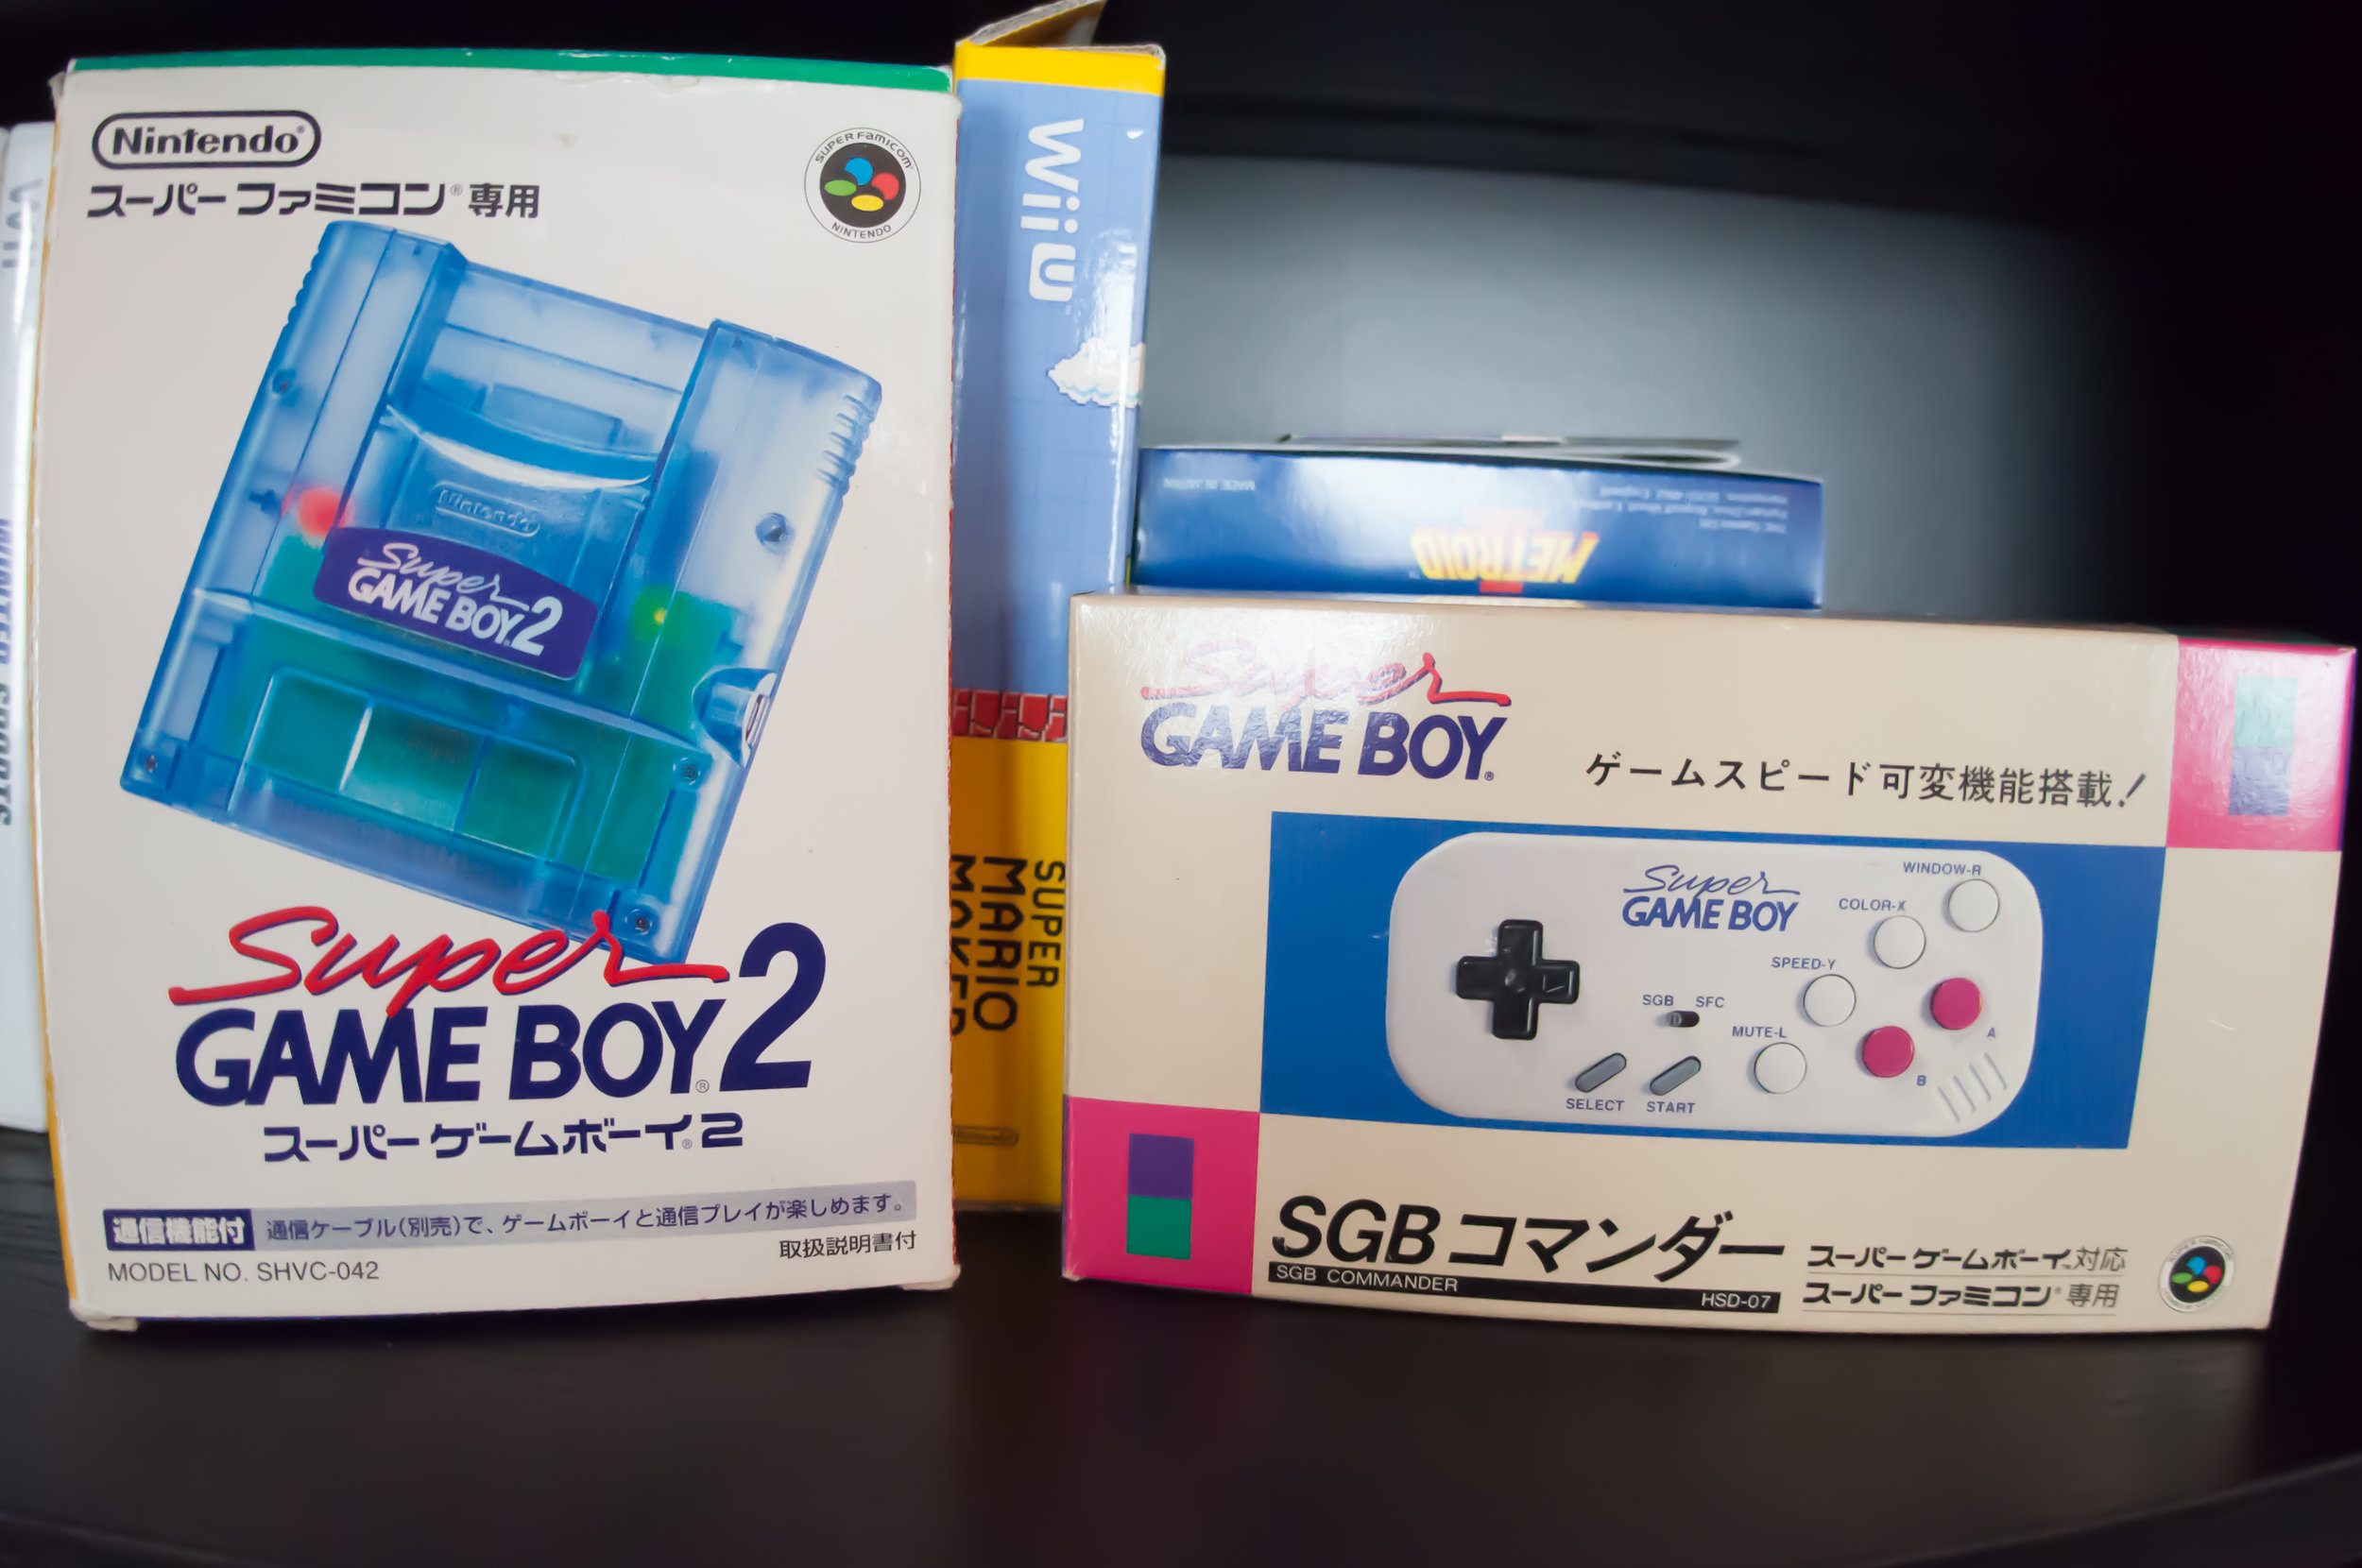 Nintendo®
スーパーファミコン®専用
SUPER FAMICOM
NINTENDO
Nintendo
Super
GAME BOY 2
Super
GAME BOY® 2
スーパーゲームボーイ®2
通信機能付 通信ケーブル(別売)で、ゲームボーイと通信プレイが楽しめます。
取扱説明書付
MODEL NO. SHVC-042
WiiU™
SUPER
MARIO
MAKER
MADE IN JAPAN
METROID
Super
GAME BOY®
ゲームスピード可変機能搭載!
Super
GAME BOY
WINDOW-R
COLOR-X
SPEED-Y
SGB SFC
MUTE-L
A
B
SELECT START
SGBコマンダー
SGB COMMANDER
HSD-07
スーパーゲームボーイ™対応
スーパーファミコン®専用